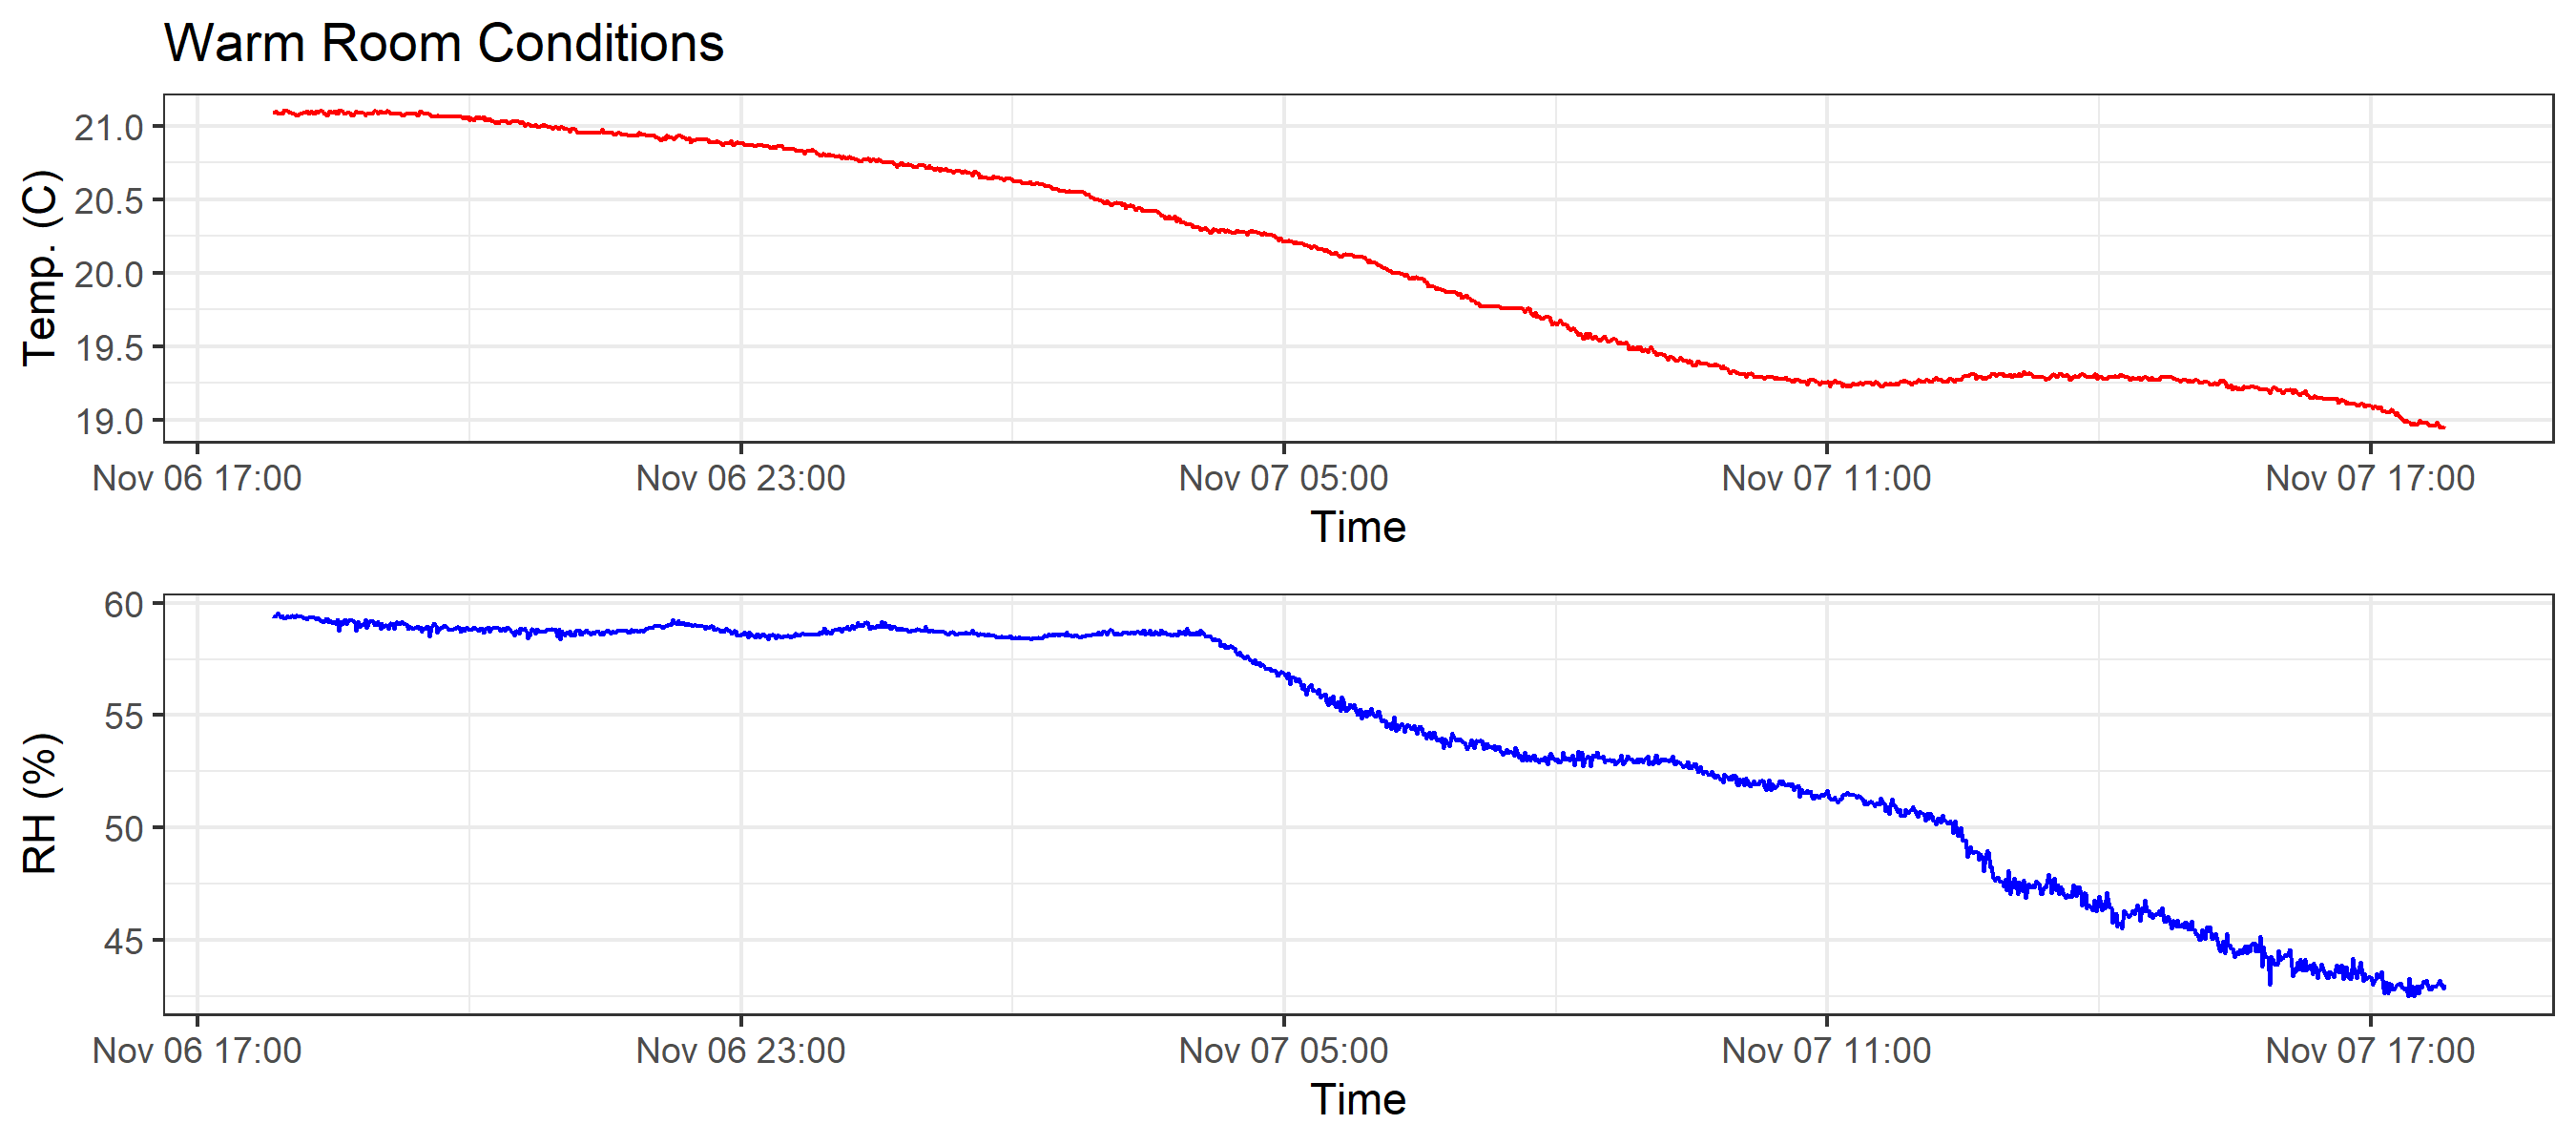 Warm Room Conditions
Temp. (C)
21.0
20.5
20.0
19.5
19.0
Nov 06 17:00 Nov 06 23:00 Nov 07 05:00 Nov 07 11:00 Nov 07 17:00
Time
RH (%)
60
55
50
45
Nov 06 17:00 Nov 06 23:00 Nov 07 05:00 Nov 07 11:00 Nov 07 17:00
Time